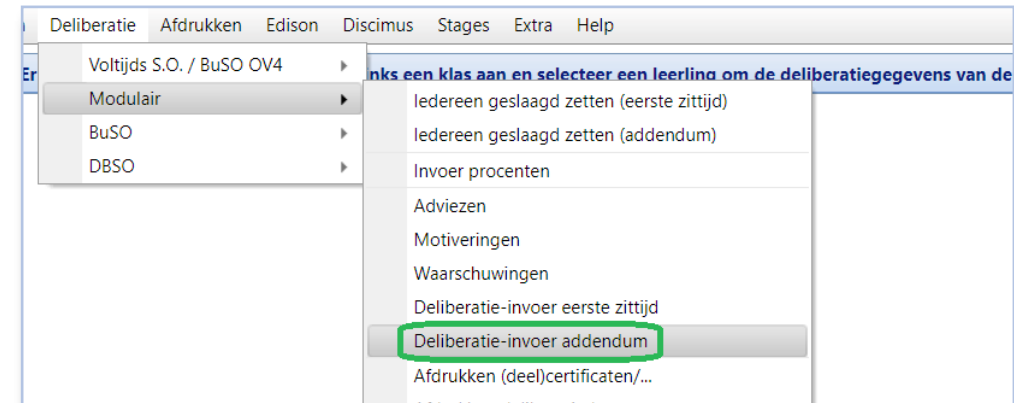 Deliberatie Afdrukken Edison Discimus Stages Extra Help
Voltijds S.O. / BuSO OV4
nks een klas aan en selecteer een leerling om de deliberatiegegevens van de
Modulair
Iedereen geslaagd zetten (eerste zittijd)
BuSO
Iedereen geslaagd zetten (addendum)
DBSO
Invoer procenten
Adviezen
Motiveringen
Waarschuwingen
Deliberatie-invoer eerste zittijd
Deliberatie-invoer addendum
Afdrukken (deel)certificaten/...